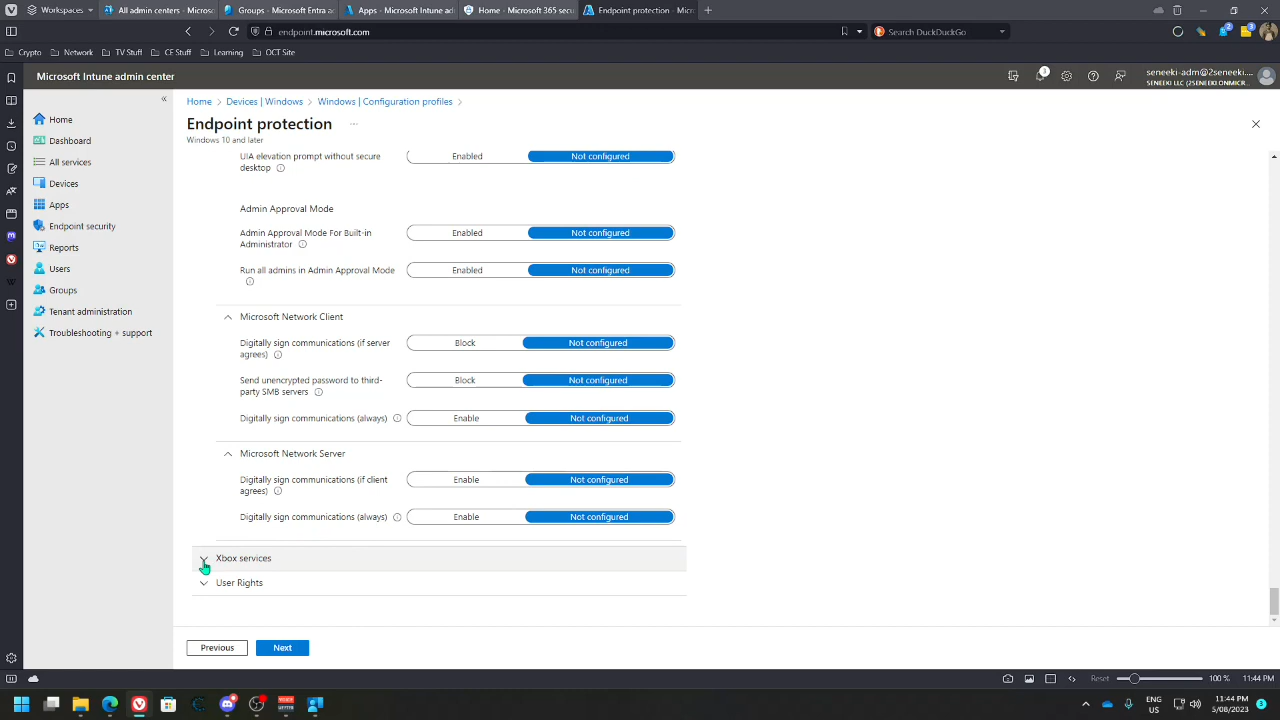 Workspaces
All admin centers - Microso
Groups - Microsoft Entra ad
Apps - Microsoft Intune adm
Home - Microsoft 365 secu
Endpoint protection - Micr
endpoint.microsoft.com
Search DuckDuckGo
2
3
Crypto
Network
TV Stuff
CE Stuff
Learning
OCT Site
Microsoft Intune admin center
3
seneeki-adm@2seneeki....
SENEEKI LLC (2SENEEKI.ONMICR...
Home
Dashboard
All services
Devices
Apps
Endpoint security
Reports
Users
Groups
Tenant administration
Troubleshooting + support
Home > Devices | Windows > Windows | Configuration profiles >
Endpoint protection ...
Windows 10 and later
UIA elevation prompt without secure
desktop
Enabled
Not configured
Admin Approval Mode
Admin Approval Mode For Built-in
Administrator
Enabled
Not configured
Run all admins in Admin Approval Mode
Enabled
Not configured
Microsoft Network Client
Digitally sign communications (if server
agrees)
Block
Not configured
Send unencrypted password to third-
party SMB servers
Block
Not configured
Digitally sign communications (always)
Enable
Not configured
Microsoft Network Server
Digitally sign communications (if client
agrees)
Enable
Not configured
Digitally sign communications (always)
Enable
Not configured
Xbox services
User Rights
Previous
Next
Reset
100 %
11:44 PM
ENG
US
11:44 PM
5/08/2023
3